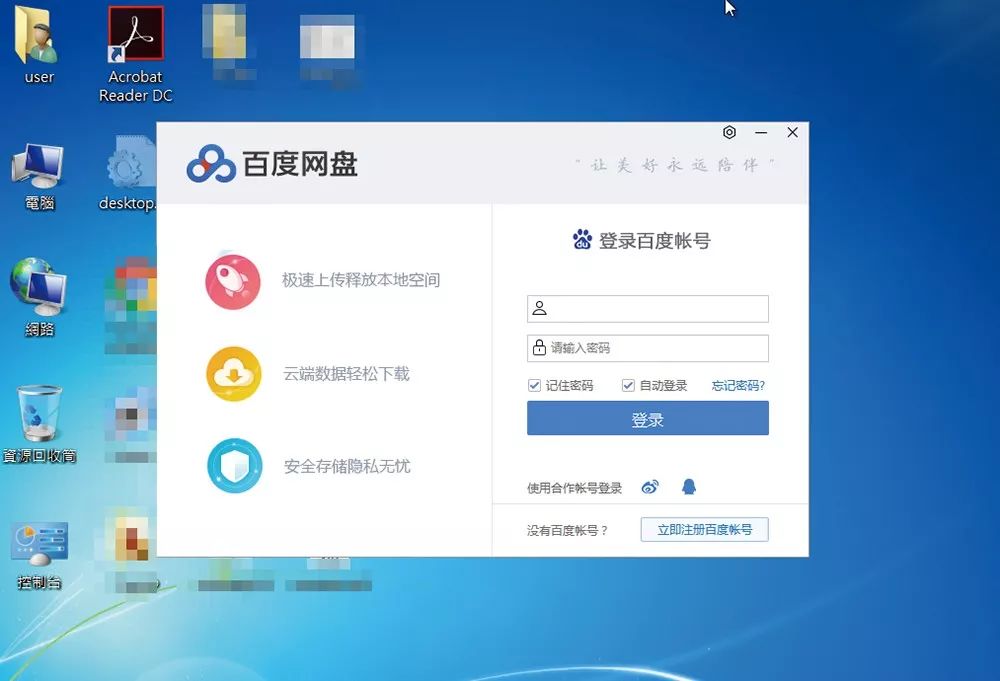 user
Acrobat
Reader DC
電腦
desktop.
網路
資源回收筒
控制台
百度网盘
"让美好永远陪伴"
极速上传释放本地空间
云端数据轻松下载
安全存储隐私无忧
du 登录百度帐号
请输入密码
记住密码 自动登录 忘记密码?
登录
使用合作帐号登录
没有百度帐号？ 立即注册百度帐号